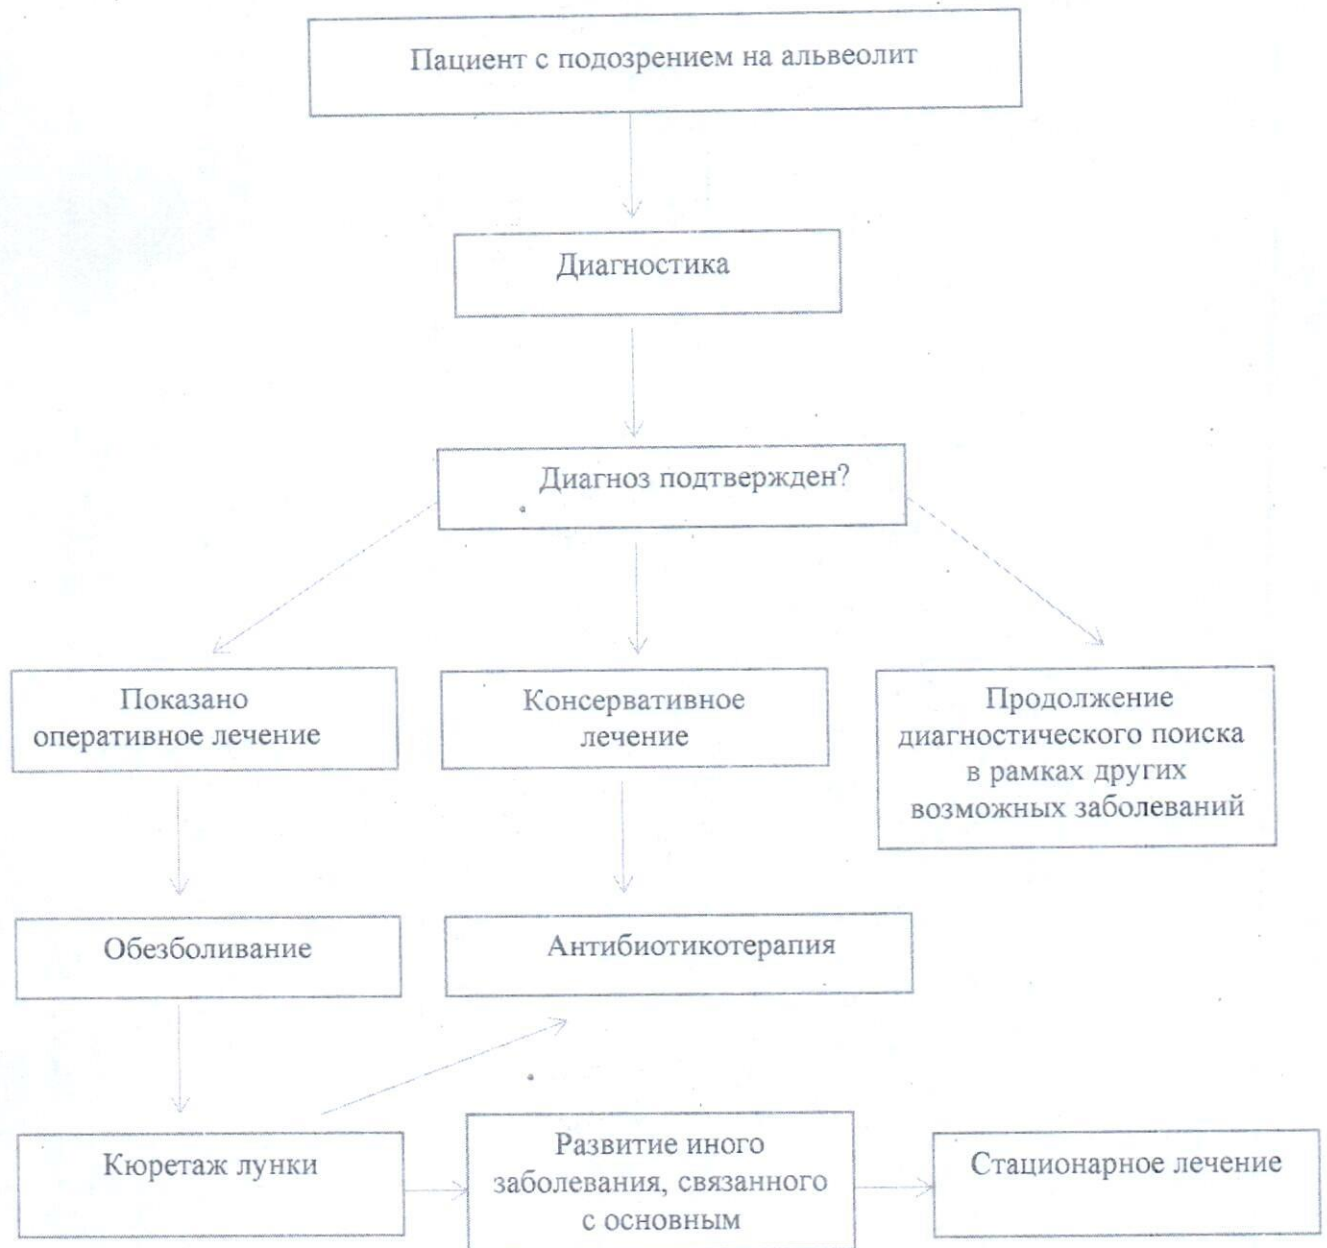 Пациент с подозрением на альвеолит
Диагностика
Диагноз подтвержден?
Показано
оперативное лечение
Консервативное
лечение
Продолжение
диагностического поиска
в рамках других
возможных заболеваний
Обезболивание
Антибиотикотерапия
Кюретаж лунки
Развитие иного
заболевания, связанного
с основным
Стационарное лечение